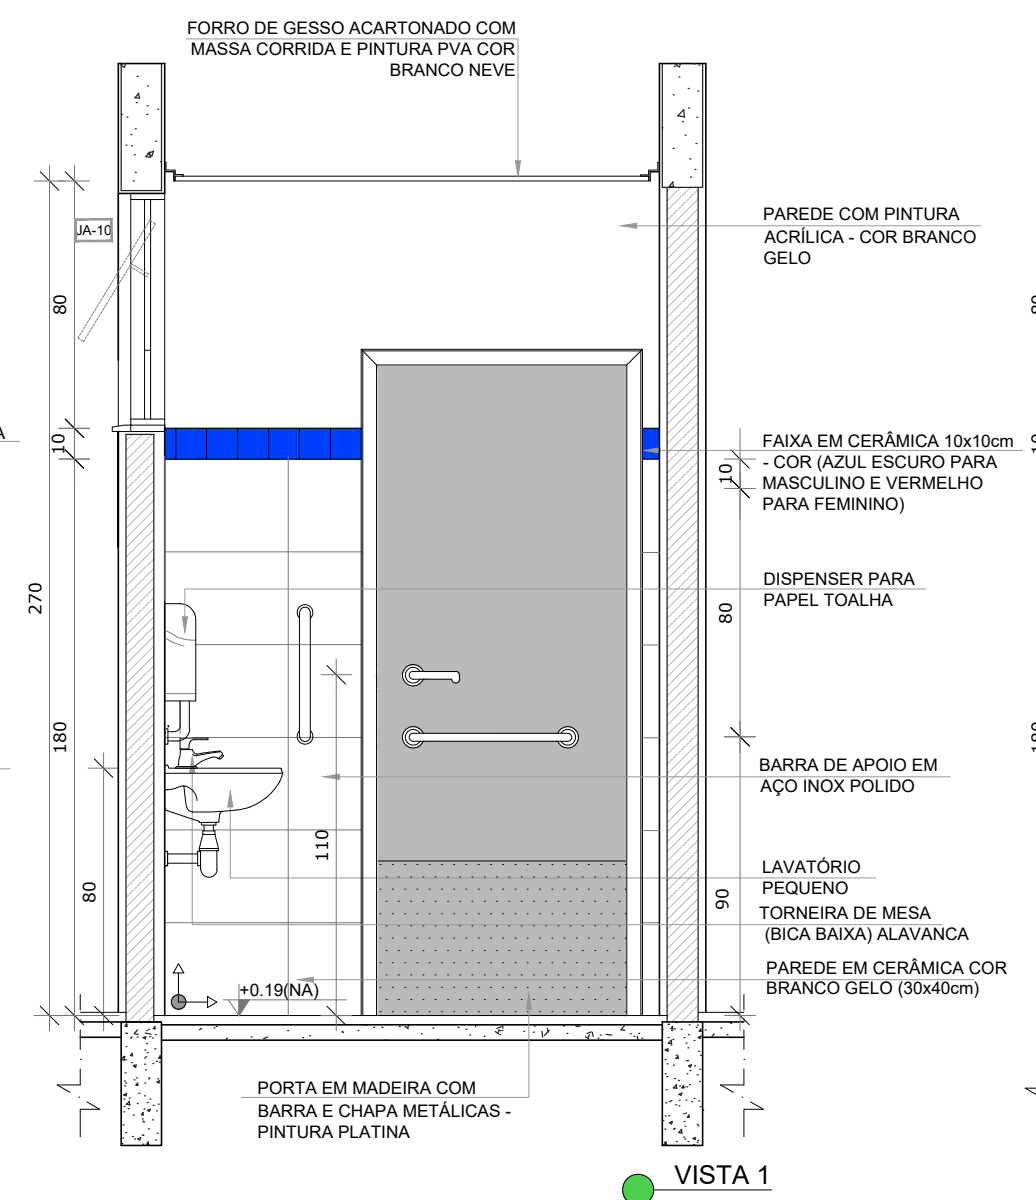 FORRO DE GESSO ACARTONADO COM
MASSA CORRIDA E PINTURA PVA COR
BRANCO NEVE
JA-10
PAREDE COM PINTURA
ACRÍLICA - COR BRANCO
GELO
80
80
A
10
FAIXA EM CERÂMICA 10x10cm
- COR (AZUL ESCURO PARA
MASCULINO E VERMELHO
PARA FEMININO)
10
10
270
DISPENSER PARA
PAPEL TOALHA
80
180
180
BARRA DE APOIO EM
AÇO INOX POLIDO
110
80
LAVATÓRIO
PEQUENO
90
TORNEIRA DE MESA
(BICA BAIXA) ALAVANCA
PAREDE EM CERÂMICA COR
BRANCO GELO (30x40cm)
+0.19(NA)
PORTA EM MADEIRA COM
BARRA E CHAPA METÁLICAS -
PINTURA PLATINA
VISTA 1